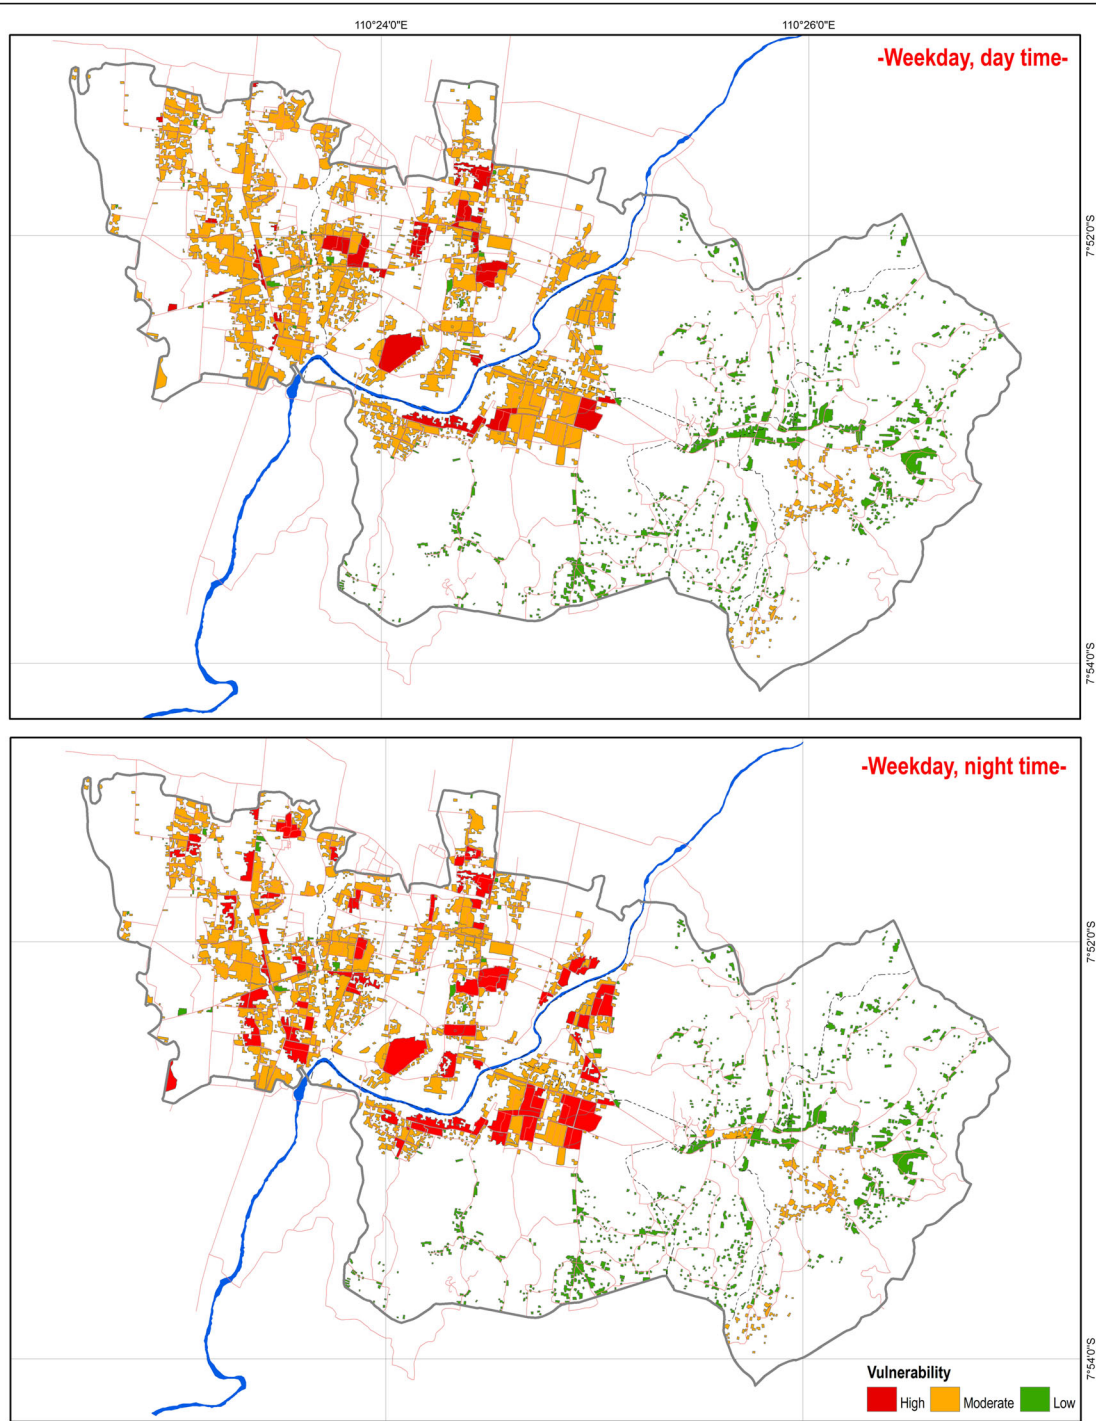 110°24'0"E
110°26'0"E
-Weekday, day time-
7°52'0"S
7°54'0"S
-Weekday, night time-
7°52'0"S
7°54'0"S
Vulnerability
High
Moderate
Low